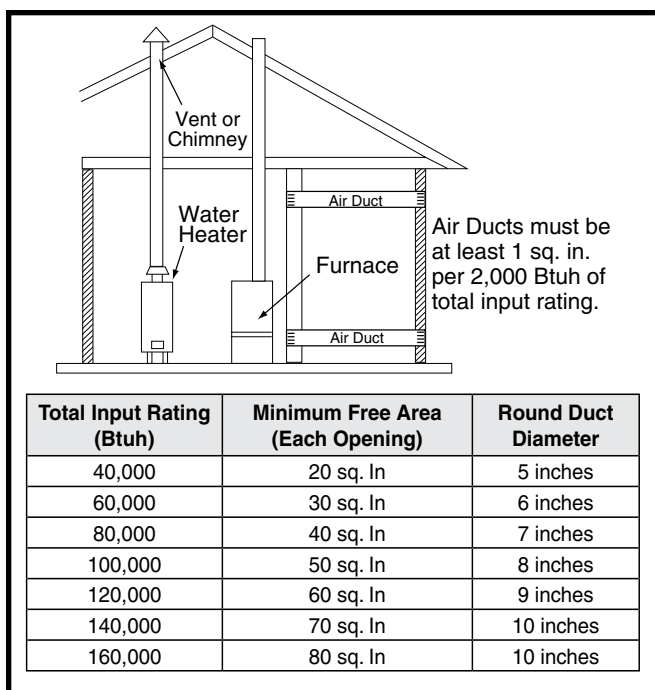 Vent or
Chimney
Water
Heater
Furnace
Air Duct
Air Duct
Air Ducts must be
at least 1 sq. in.
per 2,000 Btuh of
total input rating.
Total Input Rating
(Btuh)
Minimum Free Area
(Each Opening)
Round Duct
Diameter
40,000 20 sq. In 5 inches
60,000 30 sq. In 6 inches
80,000 40 sq. In 7 inches
100,000 50 sq. In 8 inches
120,000 60 sq. In 9 inches
140,000 70 sq. In 10 inches
160,000 80 sq. In 10 inches